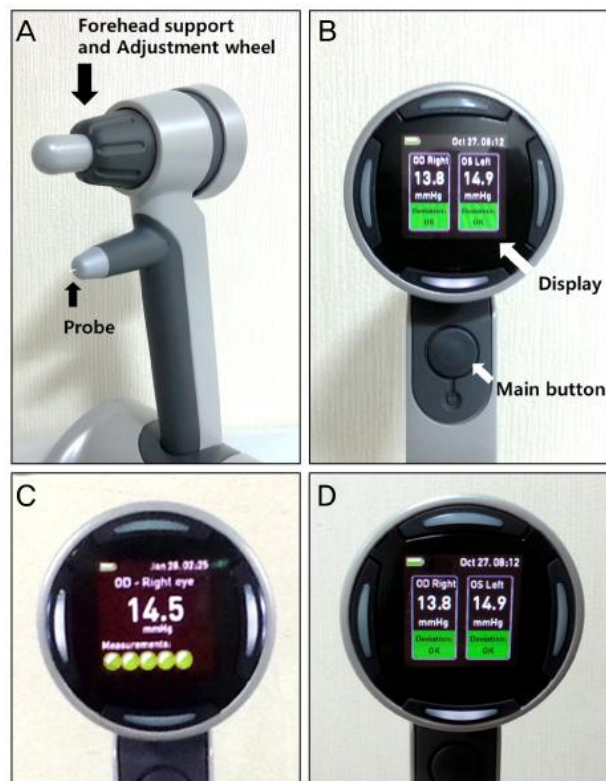 A
Forehead support
and Adjustment wheel
Probe
B
Oct 27. 08:12
OD Right
13.8
mmHg
Deviation:
OK
OS Left
14.9
mmHg
Deviation:
OK
Display
Main button
C
Jan 28. 02:25
OD - Right eye
14.5
mmHg
Measurements:
D
Oct 27. 08:12
OD Right
13.8
mmHg
Deviation:
OK
OS Left
14.9
mmHg
Deviation:
OK